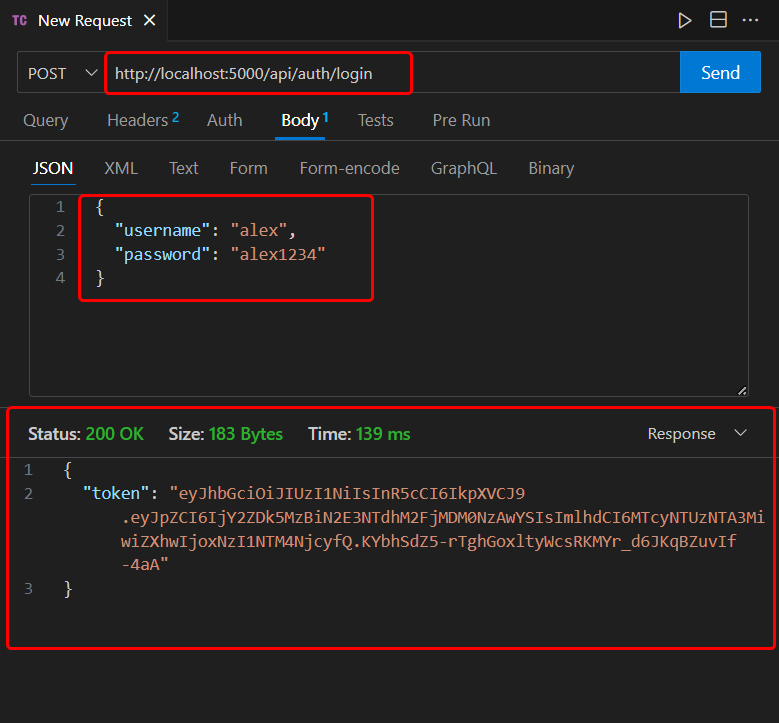 TC New Request
POST http://localhost:5000/api/auth/login Send
Query Headers 2 Auth Body 1 Tests Pre Run
JSON XML Text Form Form-encode GraphQL Binary
1 {
2 "username": "alex",
3 "password": "alex1234"
4 }
Status: 200 OK Size: 183 Bytes Time: 139 ms Response
1 {
2 "token": "eyJhbGciOiJIUzI1NiIsInR5cCI6IkpXVCJ9
.eyJpZCI6IjY2ZDk5MzBiN2E3NTdhM2FjMDM0NzAwYSIsImlhdCI6MTcyNTUzNTA3Mi
wiZXhwIjoxNzI1NTM4NjcyfQ.KYbhSdZ5-rTghGoxltyWcsRKMYr_d6JKqBZuvIf
-4aA"
3 }